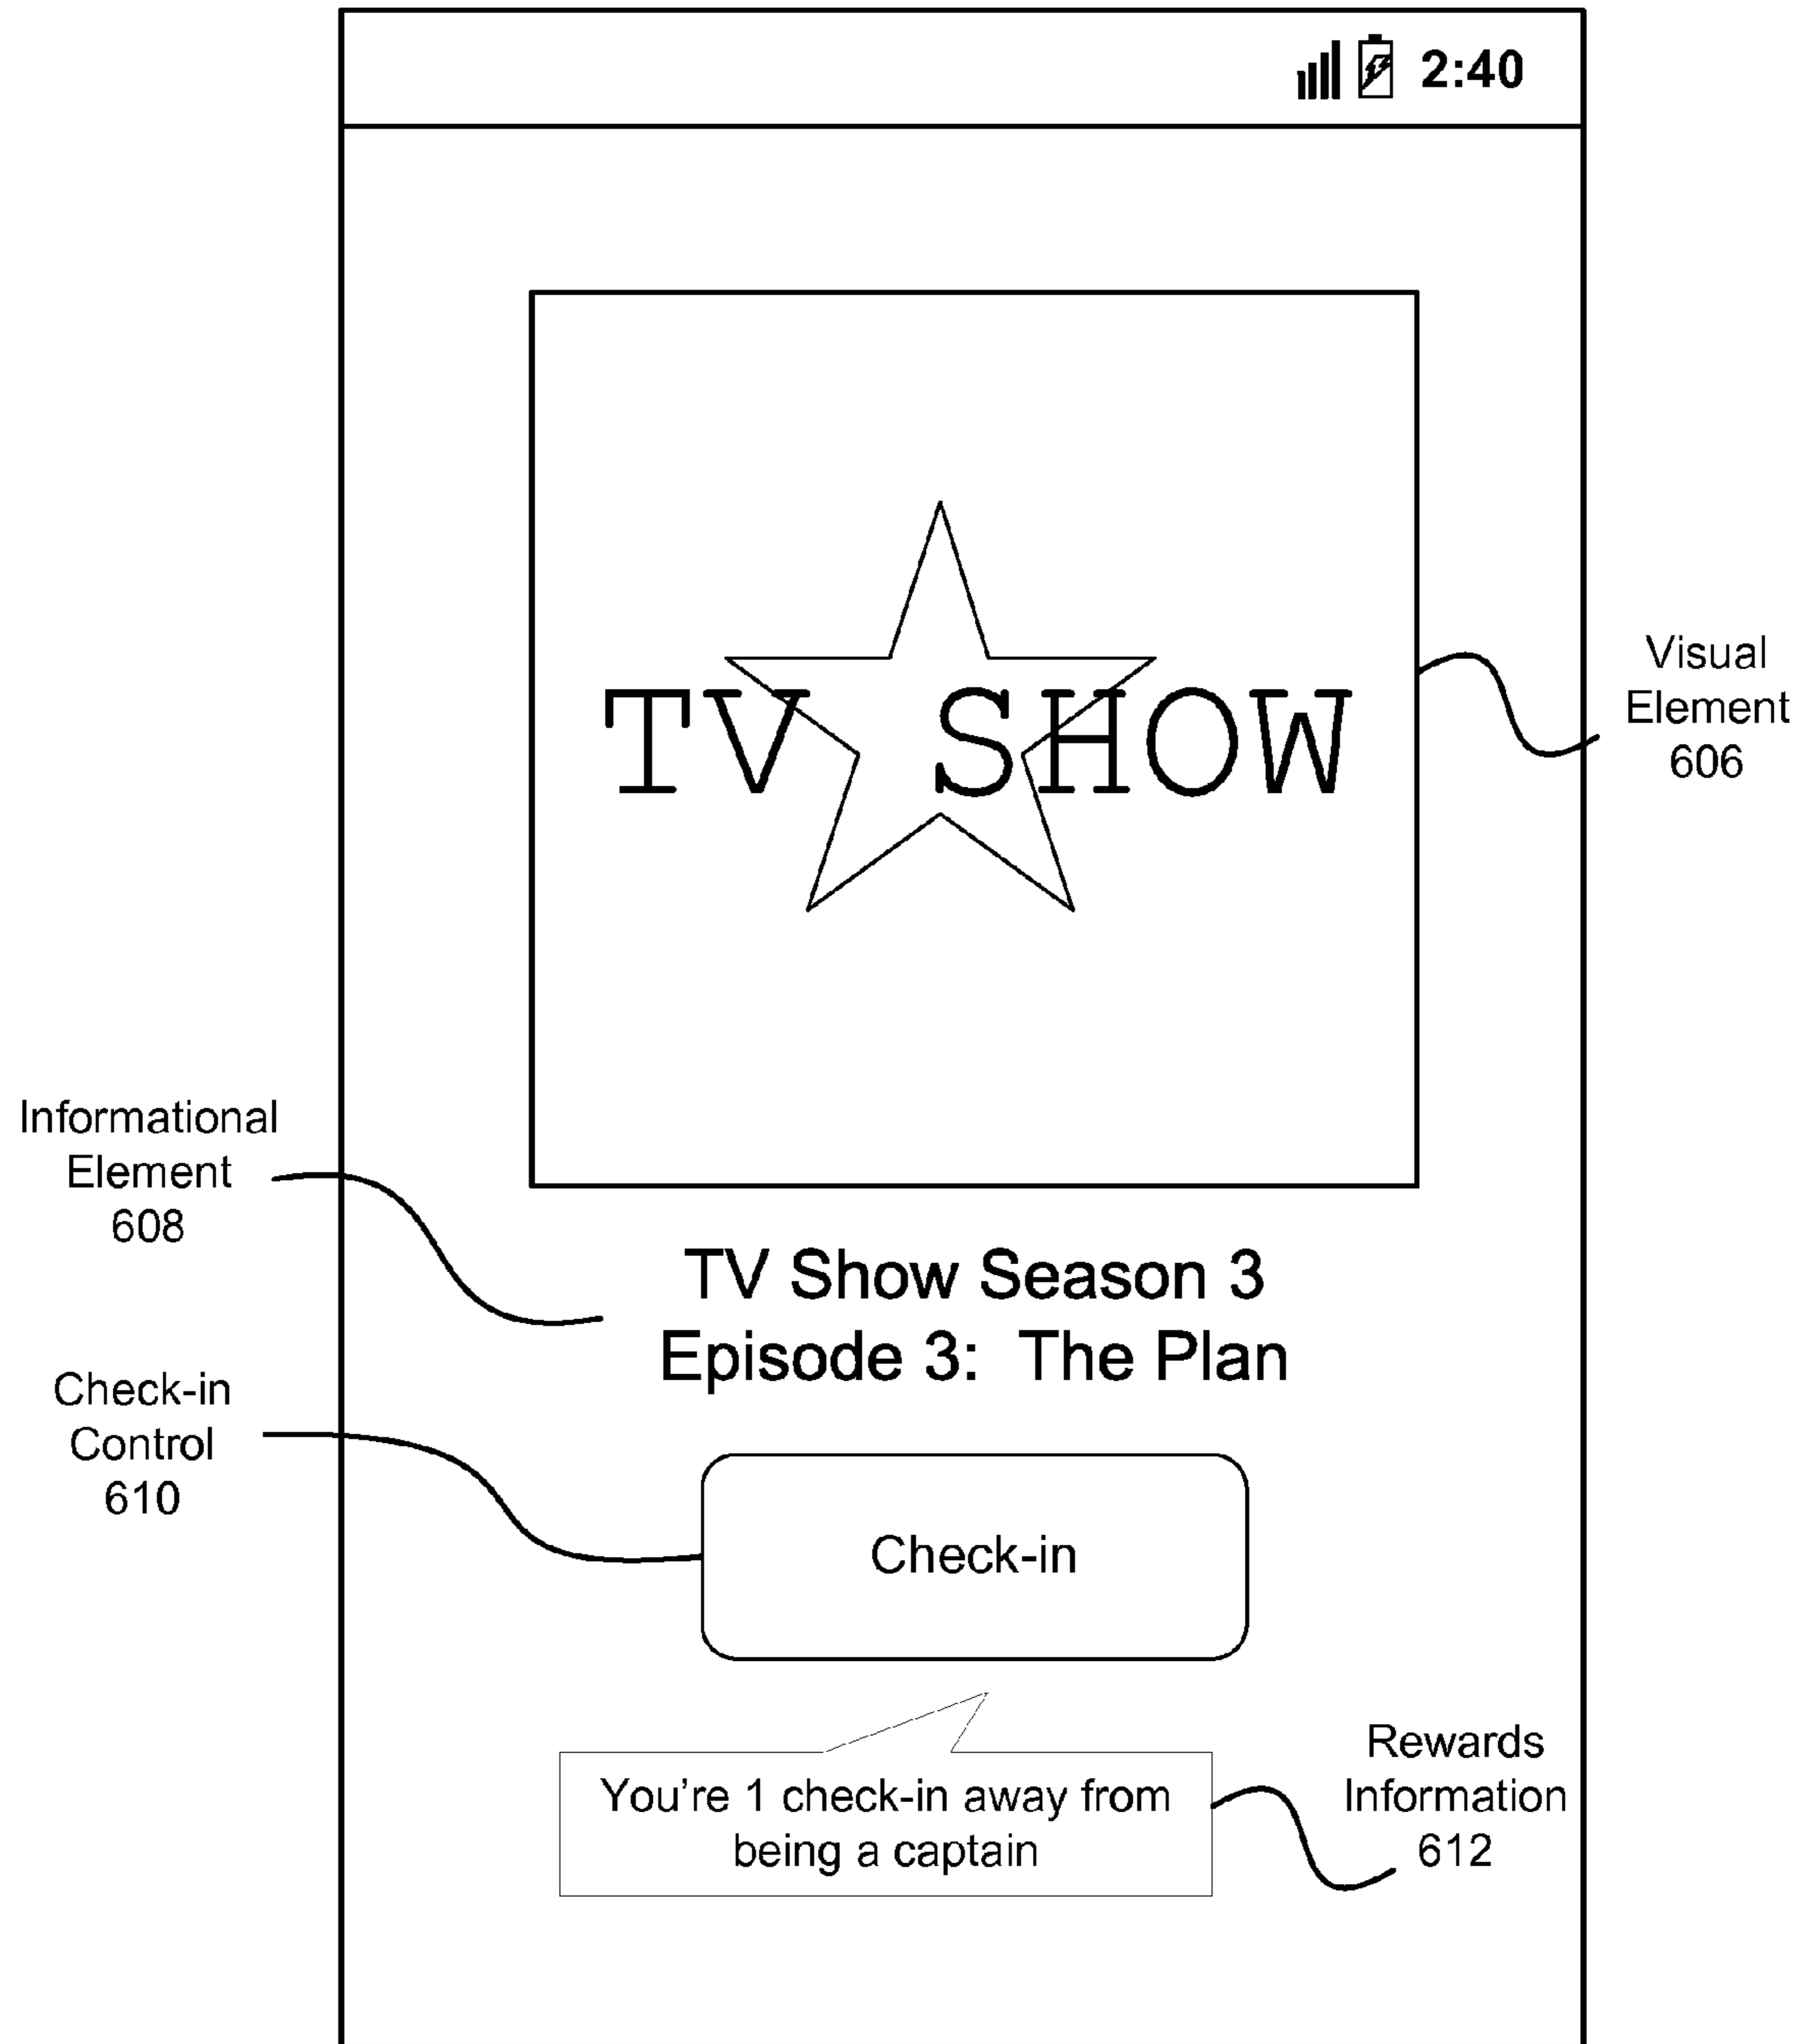 2:40
TV SHOW
Visual
Element
606
Informational
Element
608
TV Show Season 3
Episode 3: The Plan
Check-in
Control
610
Check-in
You're 1 check-in away from
being a captain
Rewards
Information
612